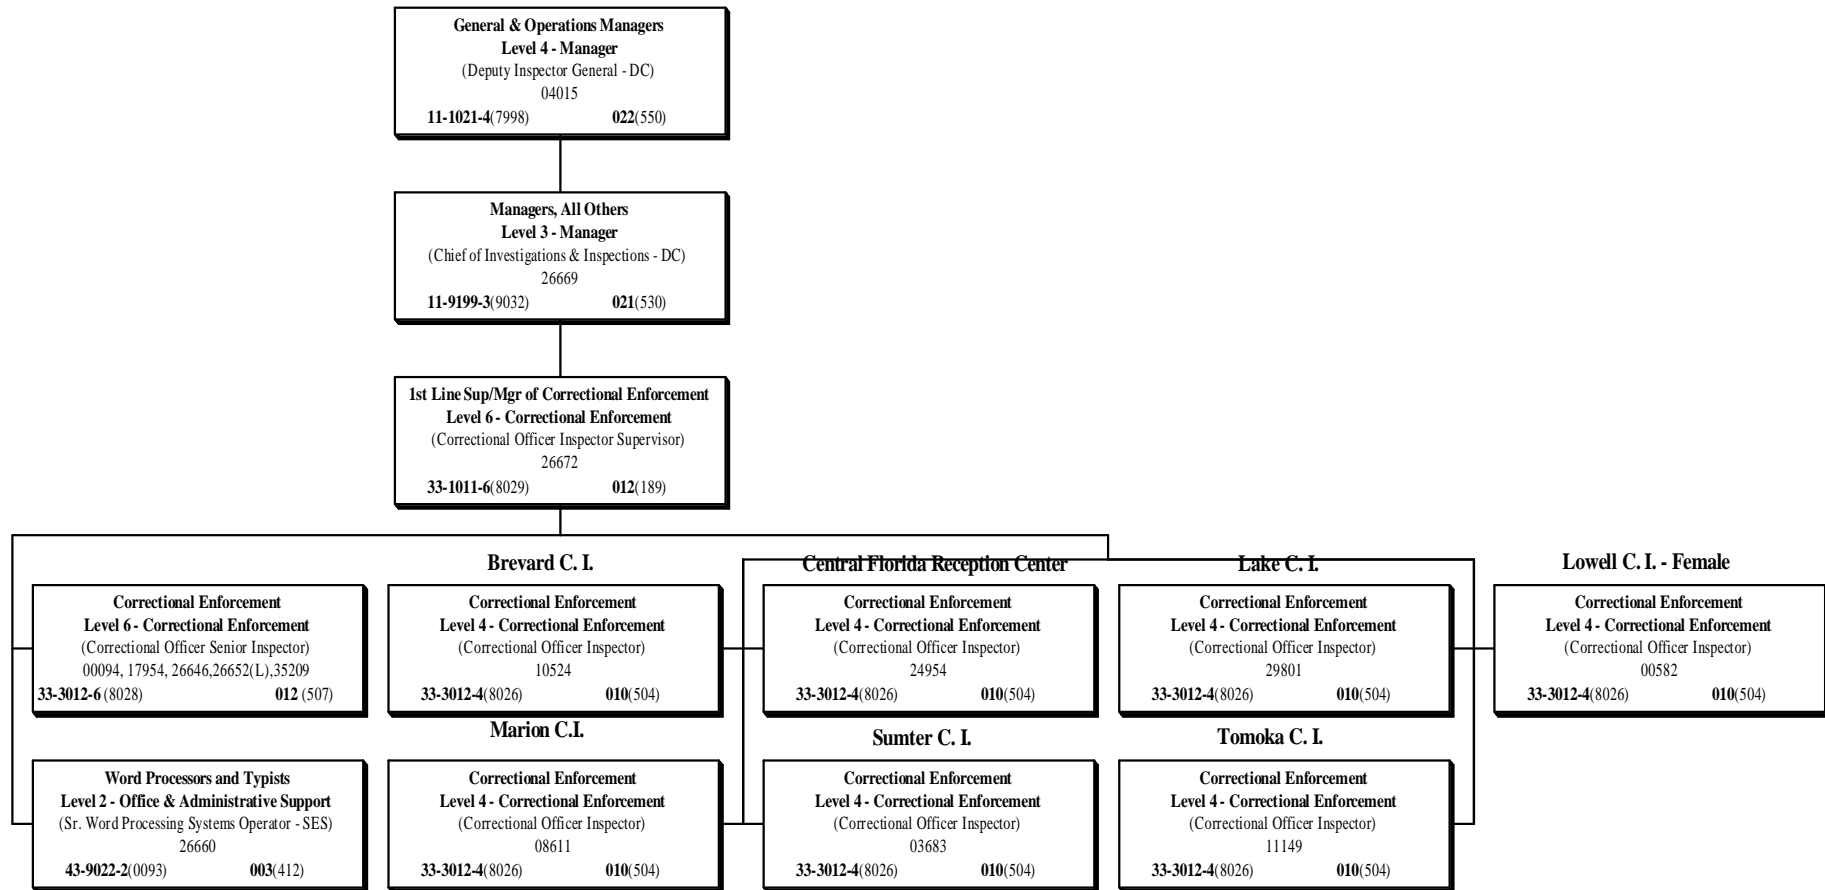 General & Operations Managers
Level 4 - Manager
(Deputy Inspector General - DC)
04015
11-1021-4(7998) 022(550)
Managers, All Others
Level 3 - Manager
(Chief of Investigations & Inspections - DC)
26669
11-9199-3(9032) 021(530)
1st Line Sup/Mgr of Correctional Enforcement
Level 6 - Correctional Enforcement
(Correctional Officer Inspector Supervisor)
26672
33-1011-6(8029) 012(189)
Correctional Enforcement
Level 6 - Correctional Enforcement
(Correctional Officer Senior Inspector)
00094, 17954, 26646,26652(L),35209
33-3012-6 (8028) 012 (507)
Brevard C. I.
Correctional Enforcement
Level 4 - Correctional Enforcement
(Correctional Officer Inspector)
10524
33-3012-4(8026) 010(504)
Central Florida Reception Center
Correctional Enforcement
Level 4 - Correctional Enforcement
(Correctional Officer Inspector)
24954
33-3012-4(8026) 010(504)
Lake C. I.
Correctional Enforcement
Level 4 - Correctional Enforcement
(Correctional Officer Inspector)
29801
33-3012-4(8026) 010(504)
Lowell C. I. - Female
Correctional Enforcement
Level 4 - Correctional Enforcement
(Correctional Officer Inspector)
00582
33-3012-4(8026) 010(504)
Word Processors and Typists
Level 2 - Office & Administrative Support
(Sr. Word Processing Systems Operator - SES)
26660
43-9022-2(0093) 003(412)
Marion C.I.
Correctional Enforcement
Level 4 - Correctional Enforcement
(Correctional Officer Inspector)
08611
33-3012-4(8026) 010(504)
Sumter C. I.
Correctional Enforcement
Level 4 - Correctional Enforcement
(Correctional Officer Inspector)
03683
33-3012-4(8026) 010(504)
Tomoka C. I.
Correctional Enforcement
Level 4 - Correctional Enforcement
(Correctional Officer Inspector)
11149
33-3012-4(8026) 010(504)